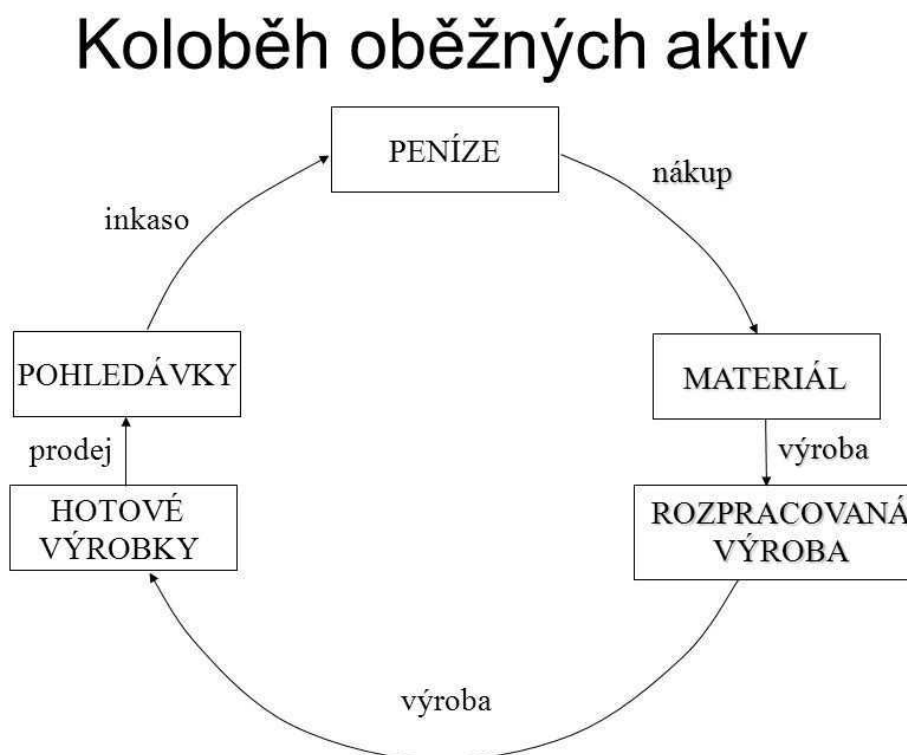 Koloběh oběžných aktiv
PENÍZE
nákup
inkaso
POHLEDÁVKY
MATERIÁL
prodej
výroba
HOTOVÉ
VÝROBKY
ROZPRACOVANÁ
VÝROBA
výroba